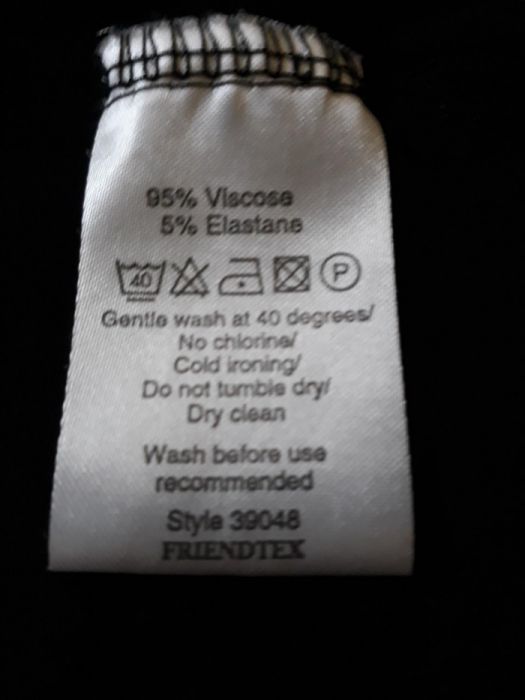 95% Viscose
5% Elastane
40 P
Gentle wash at 40 degrees/
No chlorine/
Cold ironing/
Do not tumble dry/
Dry clean
Wash before use
recommended
Style 39048
FRIENDTEX